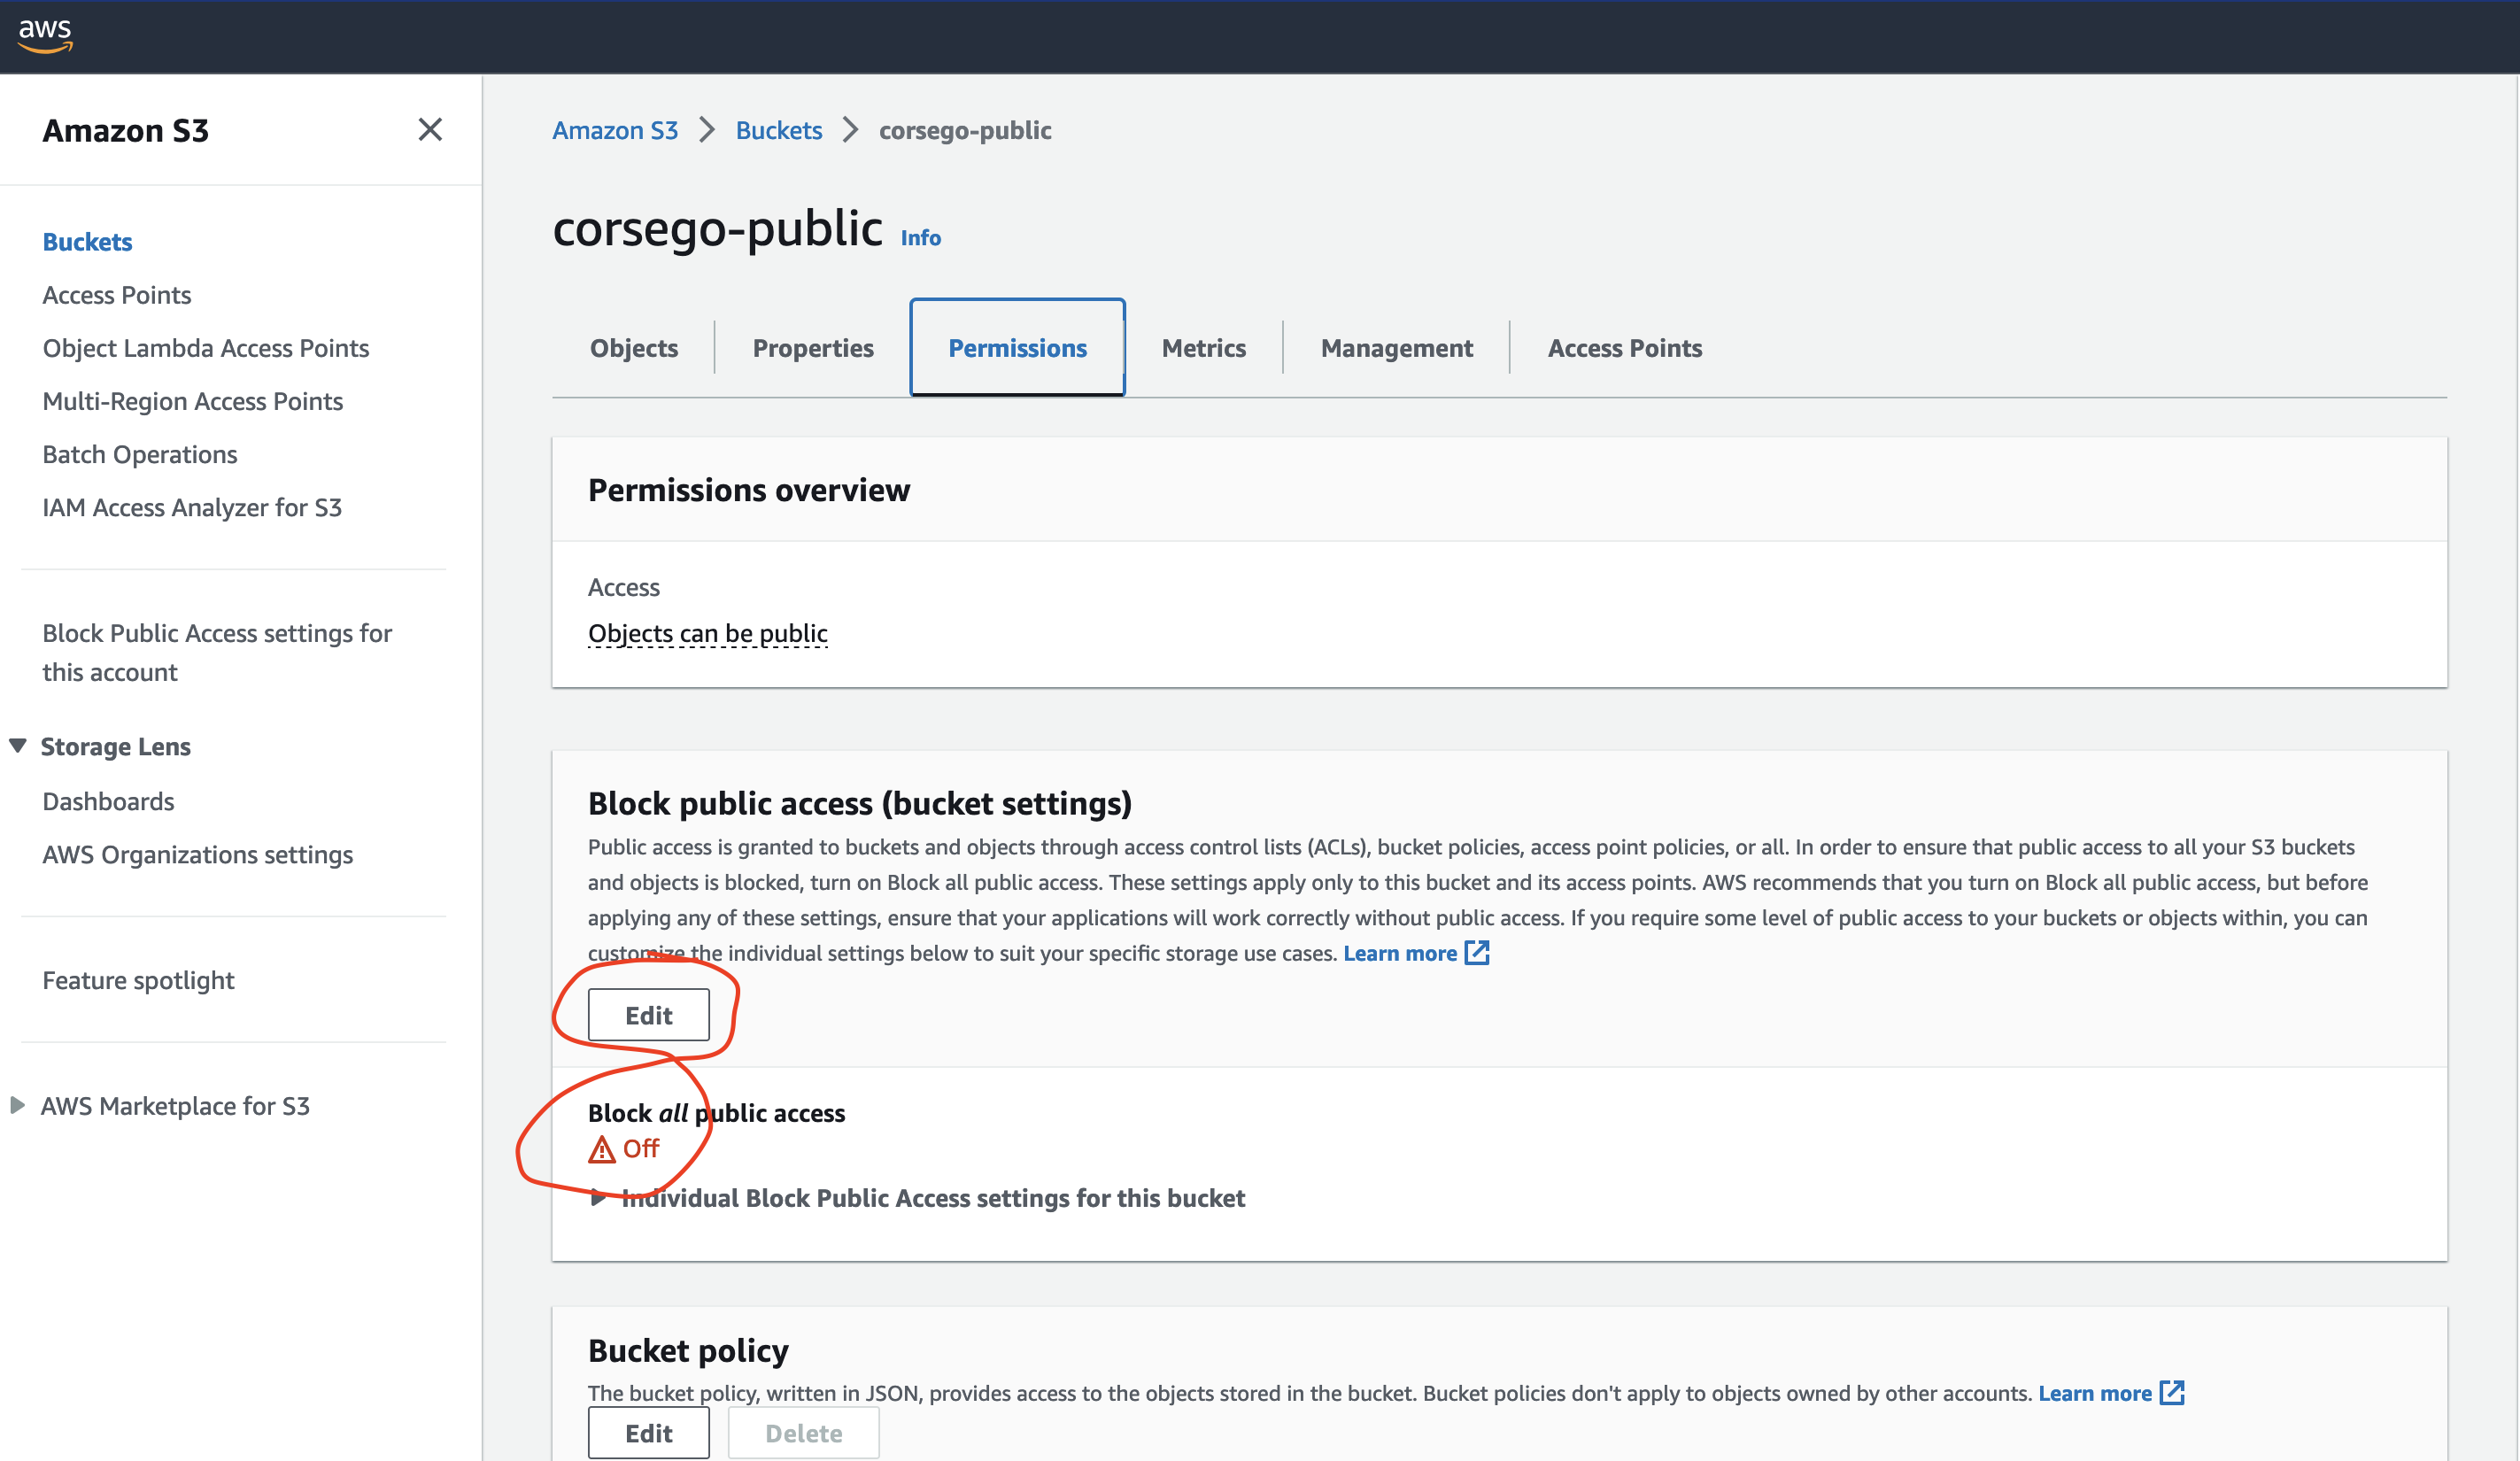 aws
Amazon S3
Buckets
Access Points
Object Lambda Access Points
Multi-Region Access Points
Batch Operations
IAM Access Analyzer for S3
Block Public Access settings for
this account
Storage Lens
Dashboards
AWS Organizations settings
Feature spotlight
AWS Marketplace for S3
Amazon S3 > Buckets > corsego-public
corsego-public Info
Objects Properties Permissions Metrics Management Access Points
Permissions overview
Access
Objects can be public
Block public access (bucket settings)
Public access is granted to buckets and objects through access control lists (ACLs), bucket policies, access point policies, or all. In order to ensure that public access to all your S3 buckets
and objects is blocked, turn on Block all public access. These settings apply only to this bucket and its access points. AWS recommends that you turn on Block all public access, but before
applying any of these settings, ensure that your applications will work correctly without public access. If you require some level of public access to your buckets or objects within, you can
customize the individual settings below to suit your specific storage use cases. Learn more
Edit
Block all public access
Off
Individual Block Public Access settings for this bucket
Bucket policy
The bucket policy, written in JSON, provides access to the objects stored in the bucket. Bucket policies don't apply to objects owned by other accounts. Learn more
Edit Delete